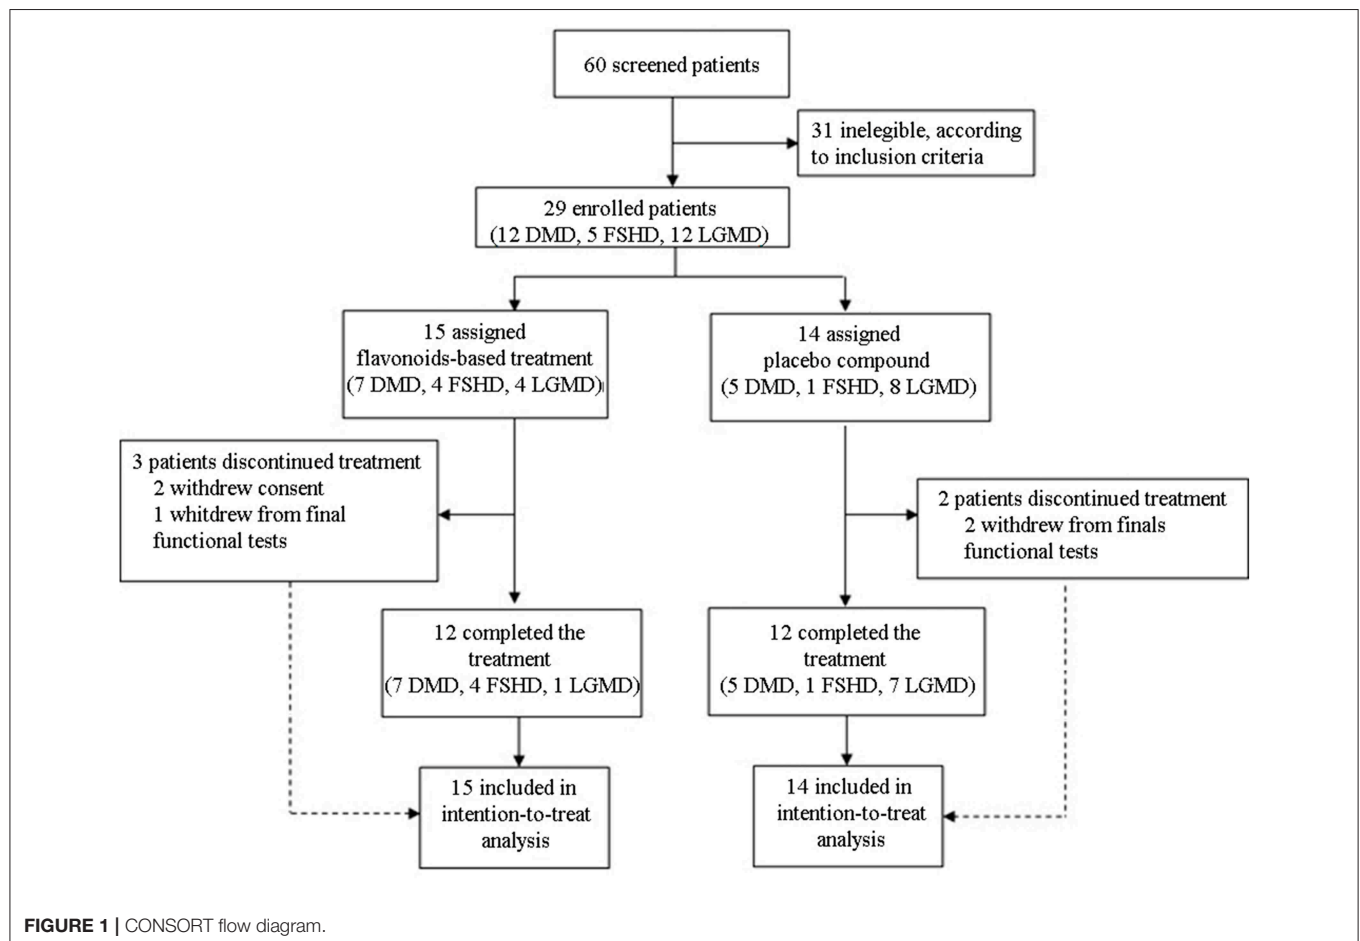 60 screened patients
31 inelegible, according
to inclusion criteria
29 enrolled patients
(12 DMD, 5 FSHD, 12 LGMD)
15 assigned
flavonoids-based treatment
(7 DMD, 4 FSHD, 4 LGMD)
14 assigned
placebo compound
(5 DMD, 1 FSHD, 8 LGMD)
3 patients discontinued treatment
2 withdrew consent
1 whitdrew from final
functional tests
2 patients discontinued treatment
2 withdrew from finals
functional tests
12 completed the
treatment
(7 DMD, 4 FSHD, 1 LGMD)
12 completed the
treatment
(5 DMD, 1 FSHD, 7 LGMD)
15 included in
intention-to-treat
analysis
14 included in
intention-to-treat
analysis
FIGURE 1 | CONSORT flow diagram.